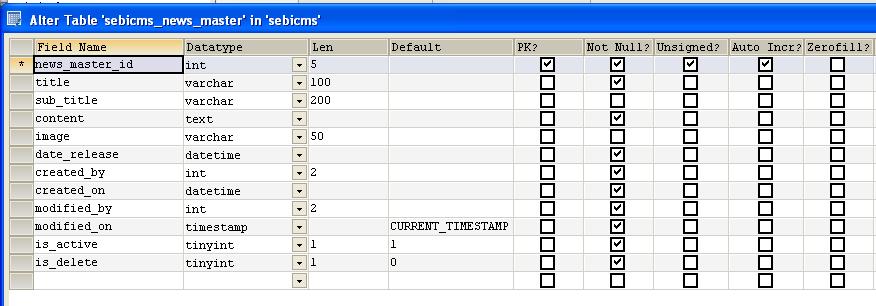 Alter Table 'sebicms_news_master' in 'sebicms'
Field Name Datatype Len Default PK? Not Null? Unsigned? Auto Incr? Zerofill?
* news_master_id int 5
title varchar 100
sub_title varchar 200
content text
image varchar 50
date_release datetime
created_by int 2
created_on datetime
modified_by int 2
modified_on timestamp CURRENT_TIMESTAMP
is_active tinyint 1 1
is_delete tinyint 1 0